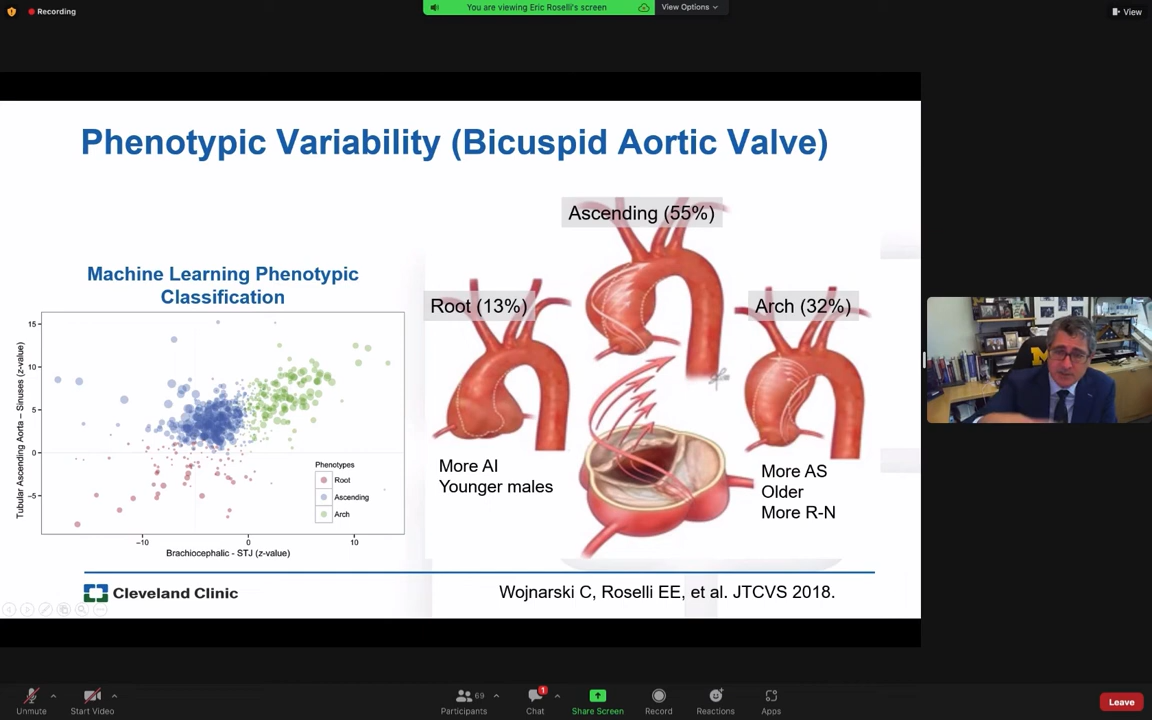 Recording
You are viewing Eric Roselli's screen
View Options
View
Phenotypic Variability (Bicuspid Aortic Valve)
Machine Learning Phenotypic
Classification
Tubular Ascending Aorta – Sinuses (z-value)
15
10
5
0
−5
−10
0
10
Brachiocephalic - STJ (z-value)
Phenotypes
Root
Ascending
Arch
Ascending (55%)
Root (13%)
Arch (32%)
More AI
Younger males
More AS
Older
More R-N
Cleveland Clinic
Wojnarski C, Roselli EE, et al. JTCVS 2018.
M
Unmute
Start Video
69
Participants
1
Chat
Share Screen
Record
Reactions
Apps
Leave